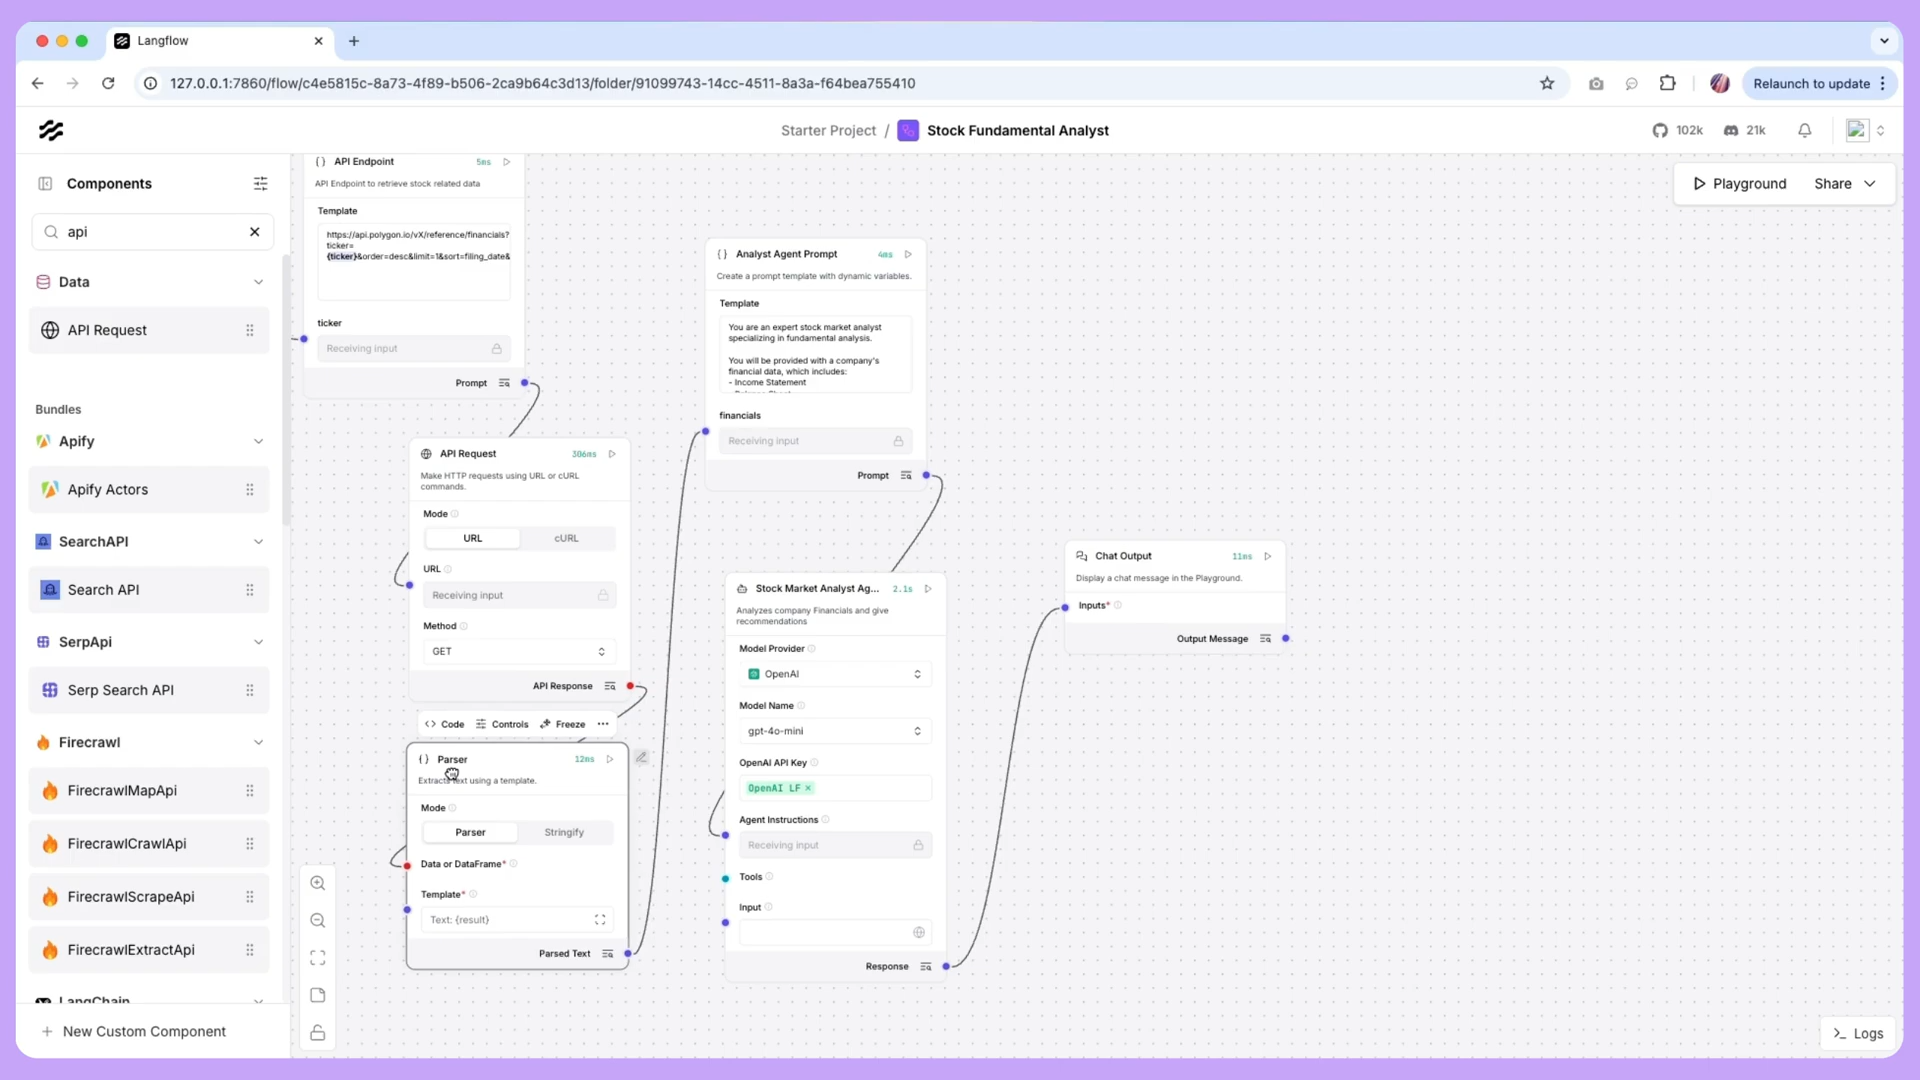 Langflow
127.0.0.1:7860/flow/c4e5815c-8a73-4f89-b506-2ca9b64c3d13/folder/91099743-14cc-4511-8a3a-f64bea755410
Relaunch to update
Starter Project / Stock Fundamental Analyst
102k
21k
Components
api
Data
API Request
Bundles
Apify
Apify Actors
SearchAPI
Search API
SerpApi
Serp Search API
Firecrawl
FirecrawlMapApi
FirecrawlCrawlApi
FirecrawlScrapeApi
FirecrawlExtractApi
LangChain
New Custom Component
Playground
Share
API Endpoint
5ms
API Endpoint to retrieve stock related data
Template
https://api.polygon.io/vX/reference/financials?
ticker=
{ticker}&order=desc&limit=1&sort=filing_date&
ticker
Receiving input
Prompt
API Request
306ms
Make HTTP requests using URL or cURL
commands.
Mode
URL
cURL
URL
Receiving input
Method
GET
API Response
Code
Controls
Freeze
Parser
12ms
Extracts text using a template.
Mode
Parser
Stringify
Data or DataFrame*
Template*
Text: {result}
Parsed Text
Analyst Agent Prompt
4ms
Create a prompt template with dynamic variables.
Template
You are an expert stock market analyst
specializing in fundamental analysis.
You will be provided with a company's
financial data, which includes:
- Income Statement
financials
Receiving input
Prompt
Stock Market Analyst Ag...
2.1s
Analyzes company Financials and give
recommendations
Model Provider
OpenAI
Model Name
gpt-4o-mini
OpenAI API Key
OpenAI LF
Agent Instructions
Receiving input
Tools
Input
Response
Chat Output
11ms
Display a chat message in the Playground.
Inputs*
Output Message
Logs